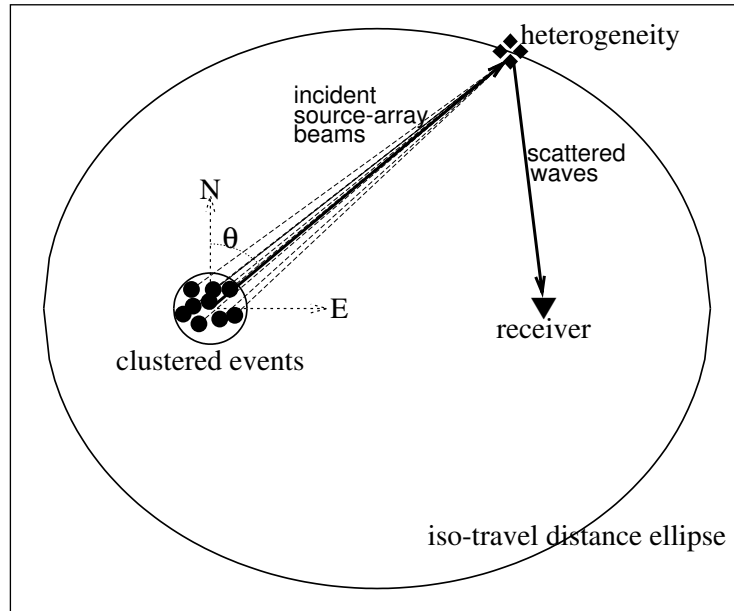 heterogeneity
incident
source-array
beams
scattered
waves
N
θ
E
receiver
clustered events
iso-travel distance ellipse